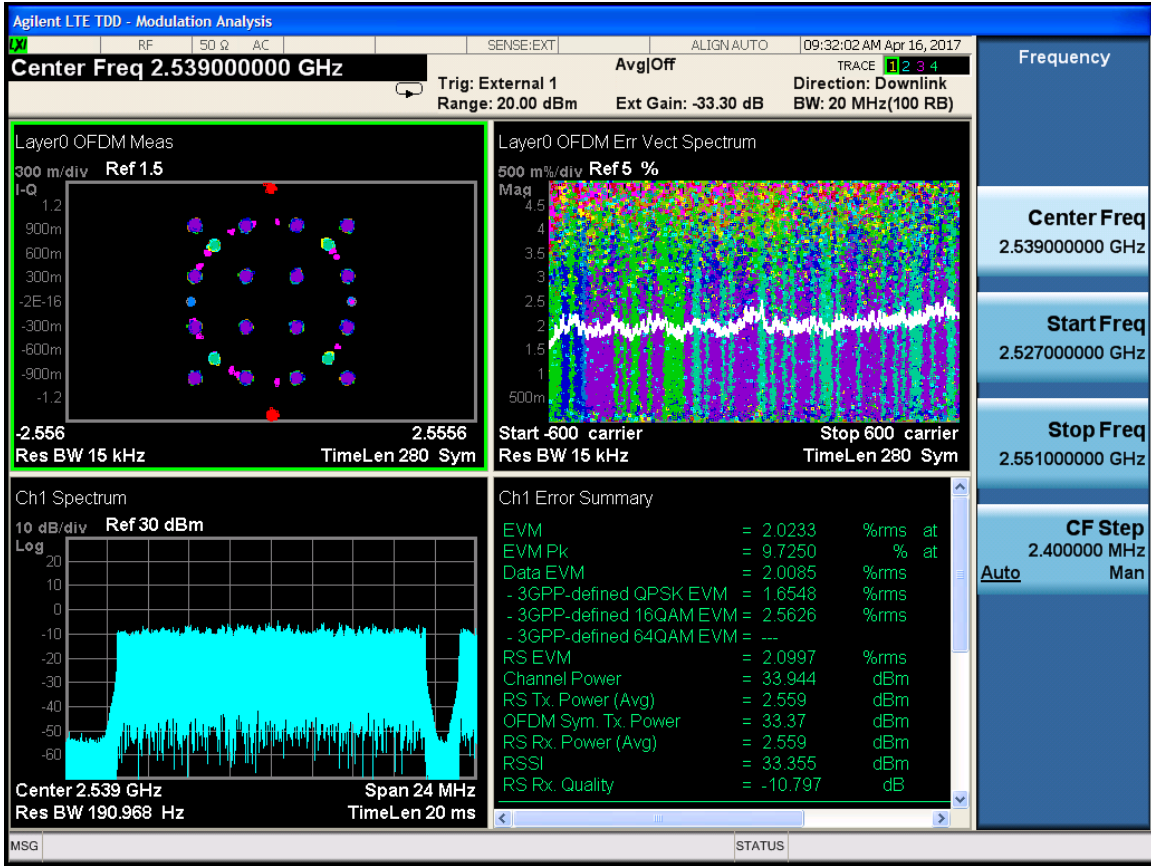 Agilent LTE TDD - Modulation Analysis
LXI RF 50 Ω AC SENSE:EXT ALIGN AUTO 09:32:02 AM Apr 16, 2017
Center Freq 2.539000000 GHz
Avg|Off
TRACE 1 2 3 4
Trig: External 1
Direction: Downlink
Range: 20.00 dBm Ext Gain: -33.30 dB BW: 20 MHz(100 RB)
Layer0 OFDM Meas
300 m/div Ref 1.5
I-Q
1.2
900m
600m
300m
-2E-16
-300m
-600m
-900m
-1.2
-2.556 2.5556
Res BW 15 kHz TimeLen 280 Sym
Layer0 OFDM Err Vect Spectrum
500 m%/div Ref 5 %
Mag
4.5
4
3.5
3
2.5
2
1.5
1
500m
Start -600 carrier Stop 600 carrier
Res BW 15 kHz TimeLen 280 Sym
Ch1 Spectrum
10 dB/div Ref 30 dBm
Log
20
10
0
-10
-20
-30
-40
-50
-60
Center 2.539 GHz Span 24 MHz
Res BW 190.968 Hz TimeLen 20 ms
Ch1 Error Summary
EVM = 2.0233 %rms at
EVM Pk = 9.7250 % at
Data EVM = 2.0085 %rms
- 3GPP-defined QPSK EVM = 1.6548 %rms
- 3GPP-defined 16QAM EVM = 2.5626 %rms
- 3GPP-defined 64QAM EVM = ---
RS EVM = 2.0997 %rms
Channel Power = 33.944 dBm
RS Tx. Power (Avg) = 2.559 dBm
OFDM Sym. Tx. Power = 33.37 dBm
RS Rx. Power (Avg) = 2.559 dBm
RSSI = 33.355 dBm
RS Rx. Quality = -10.797 dB
Frequency
Center Freq
2.539000000 GHz
Start Freq
2.527000000 GHz
Stop Freq
2.551000000 GHz
CF Step
2.400000 MHz
Auto Man
MSG STATUS